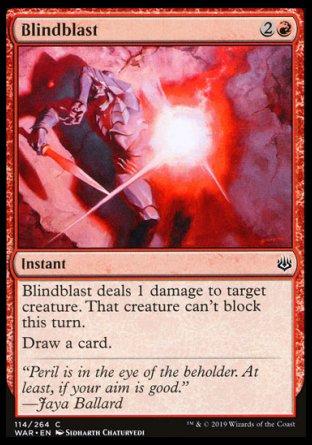 Blindblast 2
Instant
Blindblast deals 1 damage to target
creature. That creature can't block
this turn.
Draw a card.
"Peril is in the eye of the beholder. At
least, if your aim is good."
—Jaya Ballard
114/264 C
WAR • EN Sidharth Chaturvedi
™ & © 2019 Wizards of the Coast